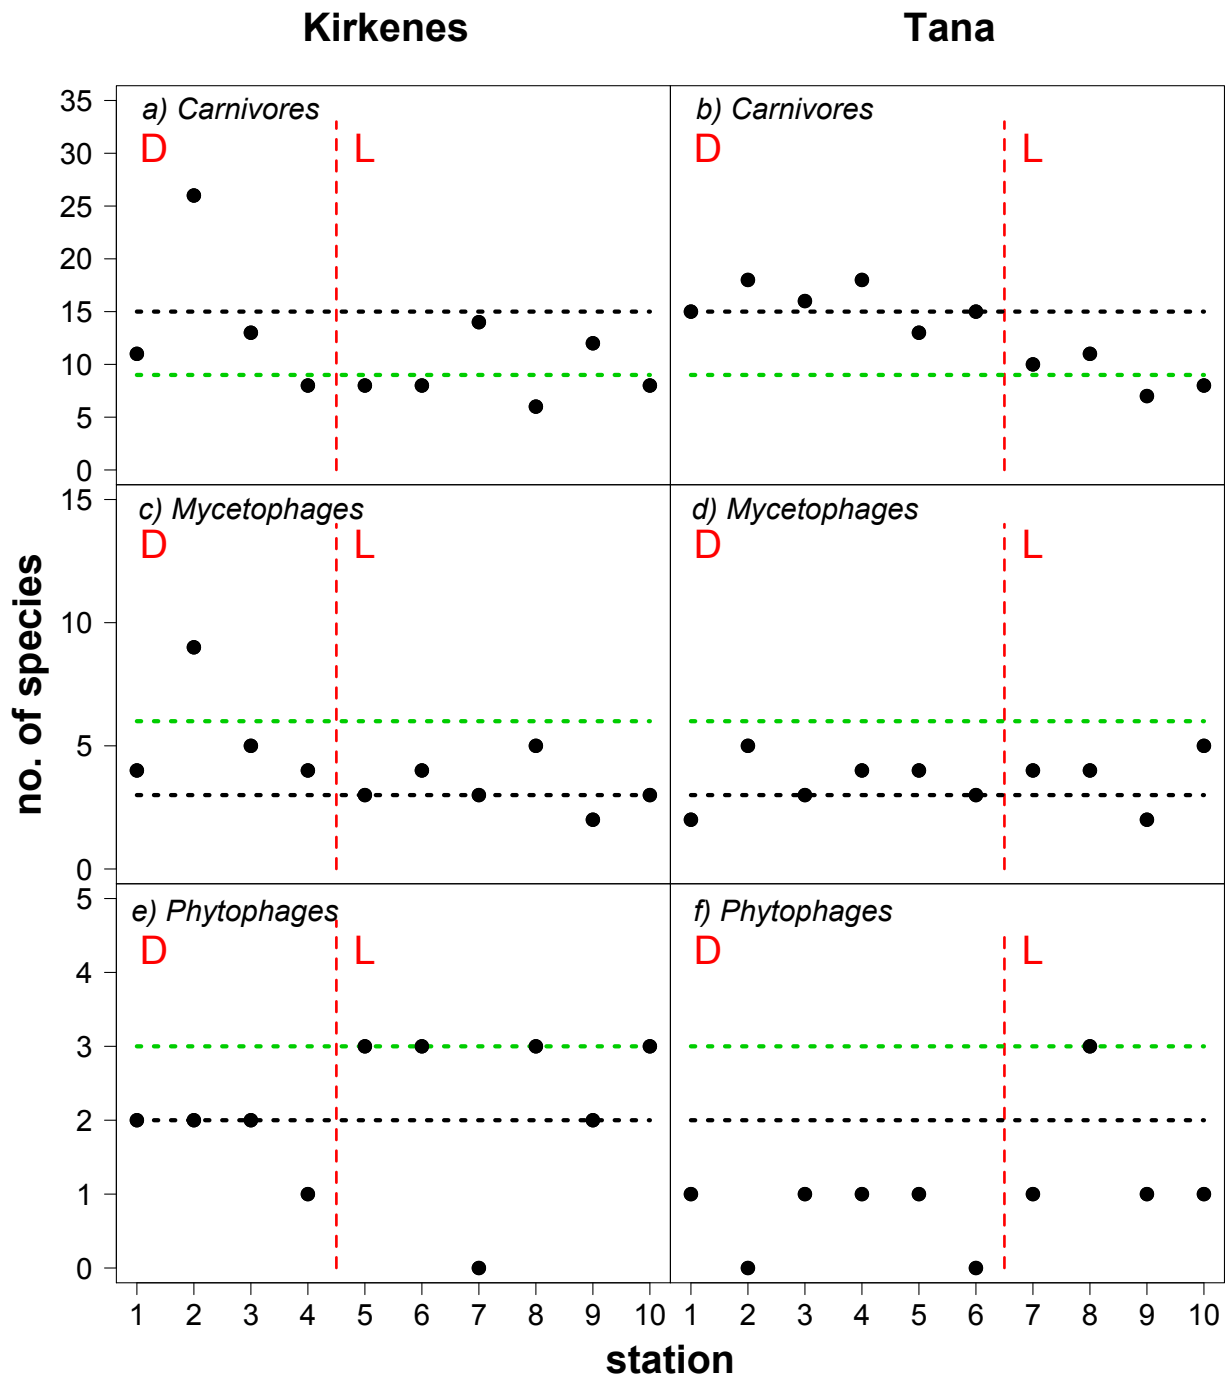 Kirkenes Tana
a) Carnivores b) Carnivores
D L D L
35
30
25
20
15
10
5
0
c) Mycetophages d) Mycetophages
D L D L
15
10
5
0
e) Phytophages f) Phytophages
D L D L
5
4
3
2
1
0
no. of species
1 2 3 4 5 6 7 8 9 10 1 2 3 4 5 6 7 8 9 10
station